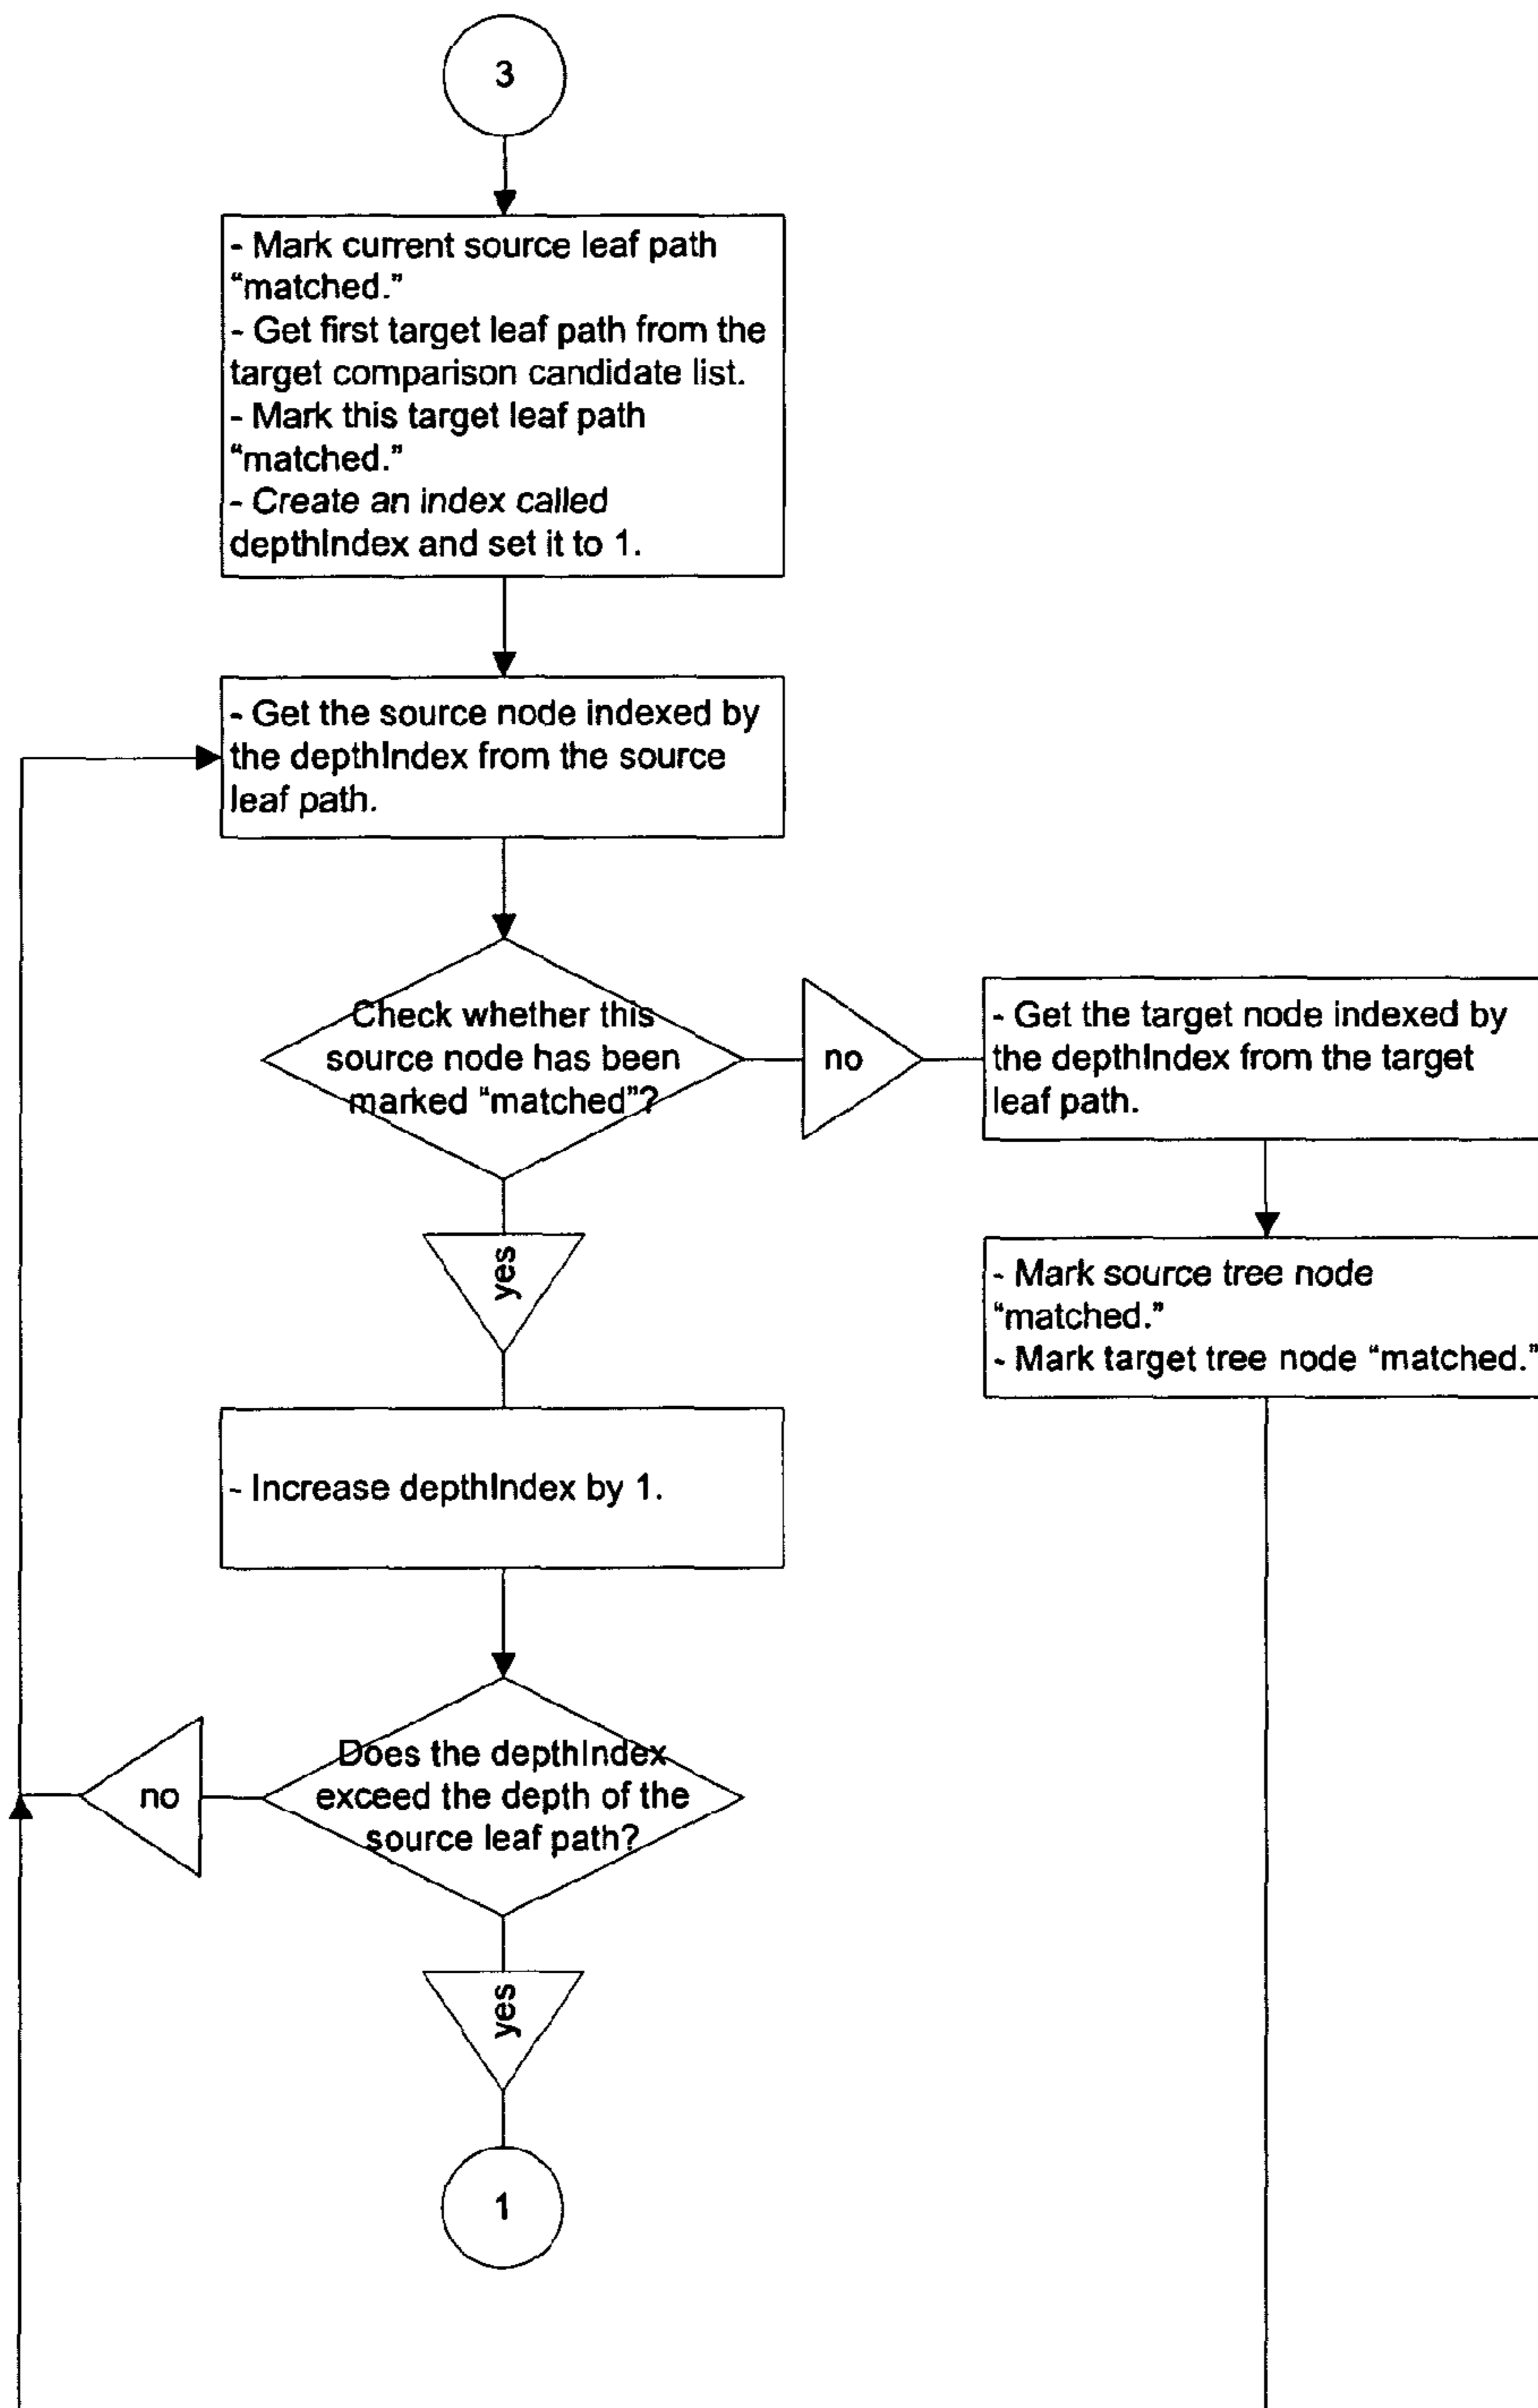 3
- Mark current source leaf path
“matched.”
- Get first target leaf path from the
target comparison candidate list.
- Mark this target leaf path
“matched.”
- Create an index called
depthIndex and set it to 1.
- Get the source node indexed by
the depthIndex from the source
leaf path.
Check whether this
source node has been
marked “matched”?
no
- Get the target node indexed by
the depthIndex from the target
leaf path.
yes
- Mark source tree node
“matched.”
- Mark target tree node “matched.”
- Increase depthIndex by 1.
Does the depthIndex
exceed the depth of the
source leaf path?
no
yes
1